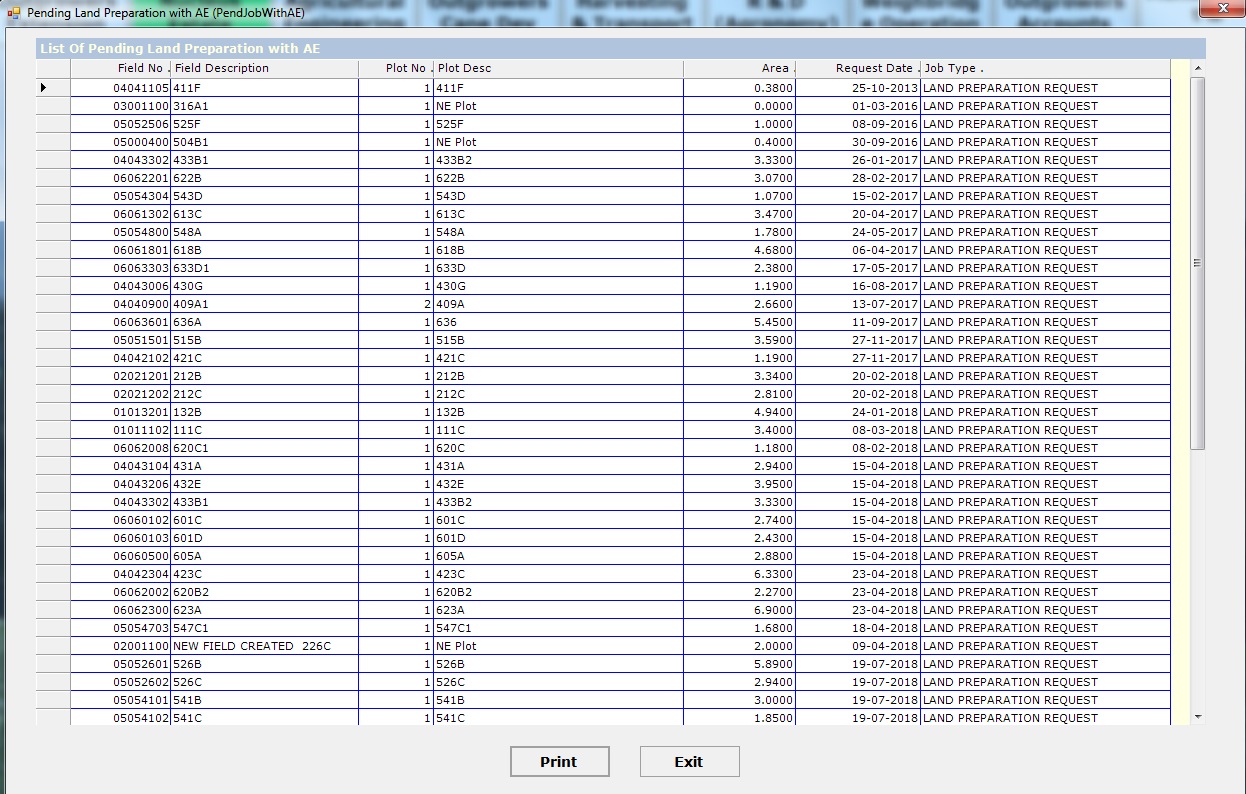 Pending Land Preparation with AE (PendJobWithAE)
Outgrowers Cane Dev
Harvesting & Transport
R & D (Agronomy)
Weighbridge Operation
Outgrowers Accounts
List Of Pending Land Preparation with AE
Field No . Field Description Plot No . Plot Desc Area . Request Date . Job Type .
04041105 411F 1 411F 0.3800 25-10-2013 LAND PREPARATION REQUEST
03001100 316A1 1 NE Plot 0.0000 01-03-2016 LAND PREPARATION REQUEST
05052506 525F 1 525F 1.0000 08-09-2016 LAND PREPARATION REQUEST
05000400 504B1 1 NE Plot 0.4000 30-09-2016 LAND PREPARATION REQUEST
04043302 433B1 1 433B2 3.3300 26-01-2017 LAND PREPARATION REQUEST
06062201 622B 1 622B 3.0700 28-02-2017 LAND PREPARATION REQUEST
05054304 543D 1 543D 1.0700 15-02-2017 LAND PREPARATION REQUEST
06061302 613C 1 613C 3.4700 20-04-2017 LAND PREPARATION REQUEST
05054800 548A 1 548A 1.7800 24-05-2017 LAND PREPARATION REQUEST
06061801 618B 1 618B 4.6800 06-04-2017 LAND PREPARATION REQUEST
06063303 633D1 1 633D 2.3800 17-05-2017 LAND PREPARATION REQUEST
04043006 430G 1 430G 1.1900 16-08-2017 LAND PREPARATION REQUEST
04040900 409A1 2 409A 2.6600 13-07-2017 LAND PREPARATION REQUEST
06063601 636A 1 636 5.4500 11-09-2017 LAND PREPARATION REQUEST
05051501 515B 1 515B 3.5900 27-11-2017 LAND PREPARATION REQUEST
04042102 421C 1 421C 1.1900 27-11-2017 LAND PREPARATION REQUEST
02021201 212B 1 212B 3.3400 20-02-2018 LAND PREPARATION REQUEST
02021202 212C 1 212C 2.8100 20-02-2018 LAND PREPARATION REQUEST
01013201 132B 1 132B 4.9400 24-01-2018 LAND PREPARATION REQUEST
01011102 111C 1 111C 3.4000 08-03-2018 LAND PREPARATION REQUEST
06062008 620C1 1 620C 1.1800 08-02-2018 LAND PREPARATION REQUEST
04043104 431A 1 431A 2.9400 15-04-2018 LAND PREPARATION REQUEST
04043206 432E 1 432E 3.9500 15-04-2018 LAND PREPARATION REQUEST
04043302 433B1 1 433B2 3.3300 15-04-2018 LAND PREPARATION REQUEST
06060102 601C 1 601C 2.7400 15-04-2018 LAND PREPARATION REQUEST
06060103 601D 1 601D 2.4300 15-04-2018 LAND PREPARATION REQUEST
06060500 605A 1 605A 2.8800 15-04-2018 LAND PREPARATION REQUEST
04042304 423C 1 423C 6.3300 23-04-2018 LAND PREPARATION REQUEST
06062002 620B2 1 620B2 2.2700 23-04-2018 LAND PREPARATION REQUEST
06062300 623A 1 623A 6.9000 23-04-2018 LAND PREPARATION REQUEST
05054703 547C1 1 547C1 1.6800 18-04-2018 LAND PREPARATION REQUEST
02001100 NEW FIELD CREATED 226C 1 NE Plot 2.0000 09-04-2018 LAND PREPARATION REQUEST
05052601 526B 1 526B 5.8900 19-07-2018 LAND PREPARATION REQUEST
05052602 526C 1 526C 2.9400 19-07-2018 LAND PREPARATION REQUEST
05054101 541B 1 541B 3.0000 19-07-2018 LAND PREPARATION REQUEST
05054102 541C 1 541C 1.8500 19-07-2018 LAND PREPARATION REQUEST
Print Exit